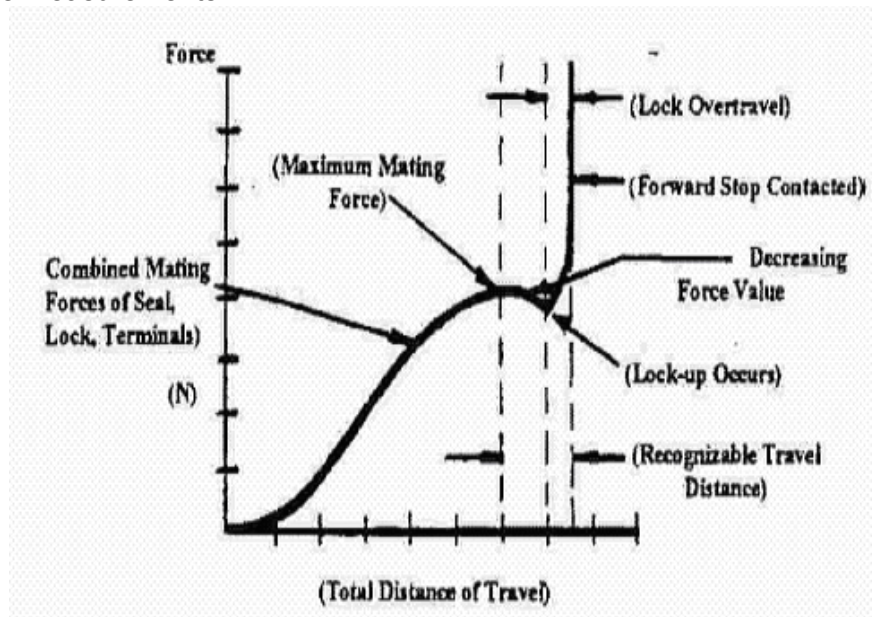 Force
(Lock Overtravel)
(Maximum Mating
Force)
(Forward Stop Contacted)
Combined Mating
Forces of Seal,
Lock, Terminals)
Decreasing
Force Value
(Lock-up Occurs)
(N)
(Recognizable Travel
Distance)
(Total Distance of Travel)